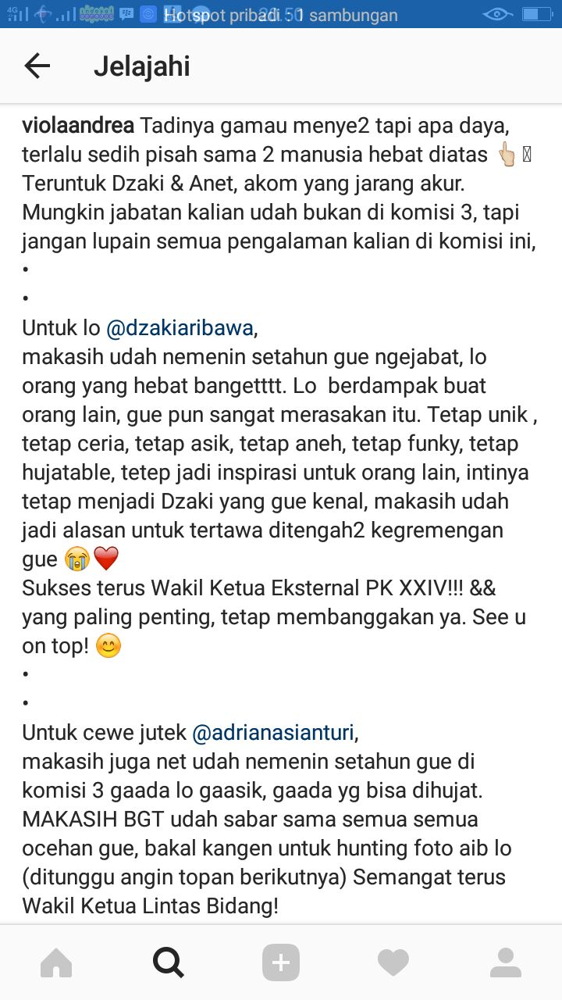 4G indosat ooredoo Hotspot pribadi : 1 sambungan
Jelajahi
violaandrea Tadinya gamau menye2 tapi apa daya,
terlalu sedih pisah sama 2 manusia hebat diatas 👆🏻
Teruntuk Dzaki & Anet, akom yang jarang akur.
Mungkin jabatan kalian udah bukan di komisi 3, tapi
jangan lupain semua pengalaman kalian di komisi ini,
•
•
Untuk lo @dzakiaribawa,
makasih udah nemenin setahun gue ngejabat, lo
orang yang hebat bangetttt. Lo  berdampak buat
orang lain, gue pun sangat merasakan itu. Tetap unik ,
tetap ceria, tetap asik, tetap aneh, tetap funky, tetap
hujatable, tetep jadi inspirasi untuk orang lain, intinya
tetap menjadi Dzaki yang gue kenal, makasih udah
jadi alasan untuk tertawa ditengah2 kegremengan
gue 😭❤️
Sukses terus Wakil Ketua Eksternal PK XXIV!!! &&
yang paling penting, tetap membanggakan ya. See u
on top! 😊
•
•
Untuk cewe jutek @adrianasianturi,
makasih juga net udah nemenin setahun gue di
komisi 3 gaada lo gaasik, gaada yg bisa dihujat.
MAKASIH BGT udah sabar sama semua semua
ocehan gue, bakal kangen untuk hunting foto aib lo
(ditunggu angin topan berikutnya) Semangat terus
Wakil Ketua Lintas Bidang!